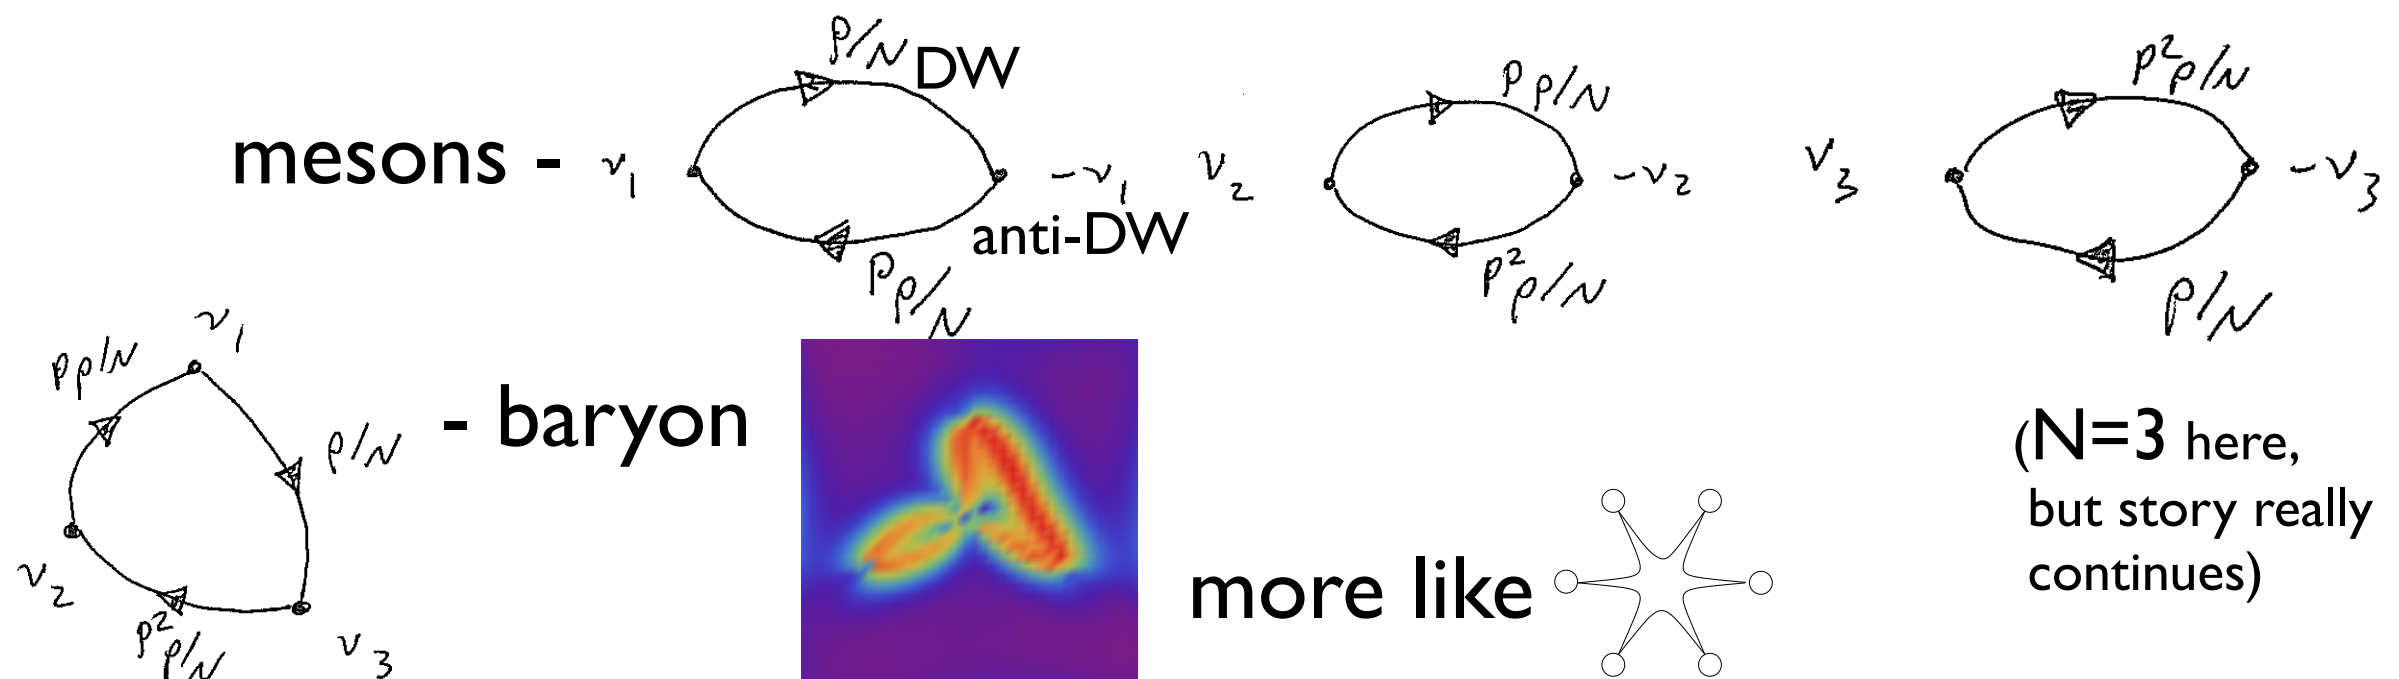 ρ/N DW
Pρ/N
P²ρ/N
mesons - ν₁ -ν₁ ν₂ -ν₂ ν₃ -ν₃
anti-DW
Pρ/N
P²ρ/N
ρ/N
ν₁
Pρ/N
ρ/N
- baryon
ν₂
P²ρ/N
ν₃
more like
(N=3 here,
but story really
continues)